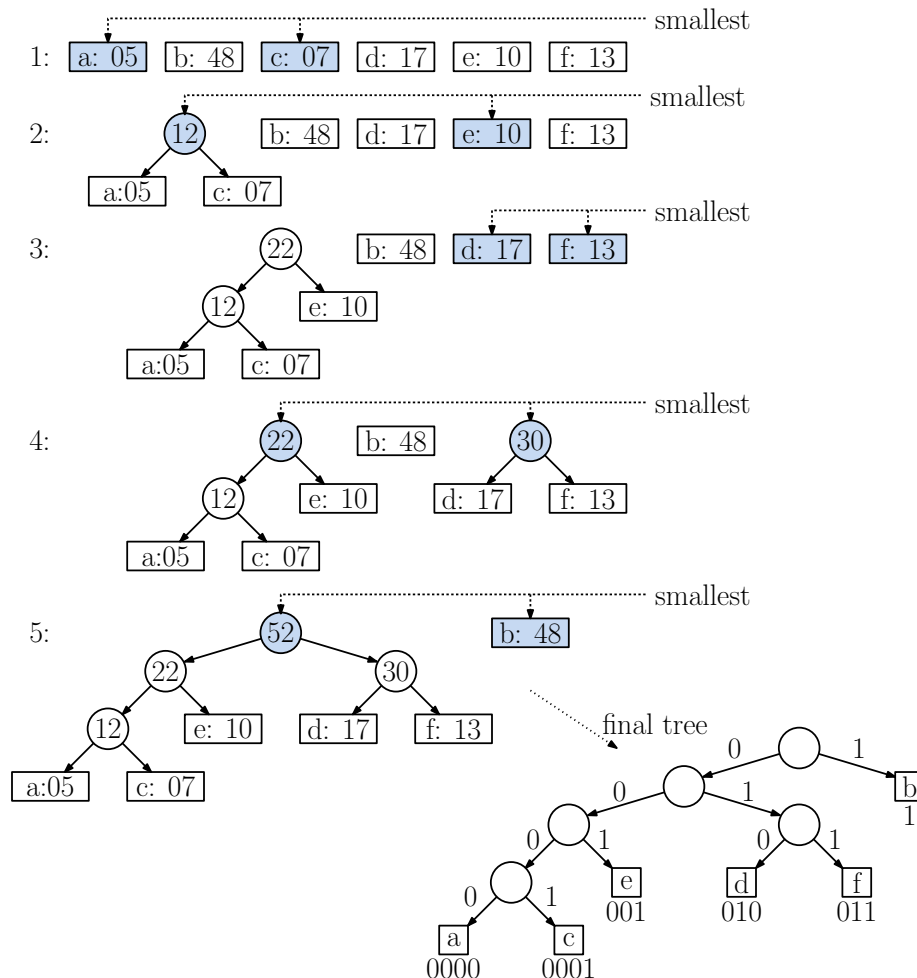 smallest
1: a: 05 b: 48 c: 07 d: 17 e: 10 f: 13
smallest
2: 12 b: 48 d: 17 e: 10 f: 13
a:05 c: 07
smallest
3: 22 b: 48 d: 17 f: 13
12 e: 10
a:05 c: 07
smallest
4: 22 b: 48 30
12 e: 10 d: 17 f: 13
a:05 c: 07
smallest
5: 52 b: 48
22 30
12 e: 10 d: 17 f: 13
a:05 c: 07
final tree
0 1
0 1 b
1
0 1 0 1
e d f
0 1 001 010 011
a c
0000 0001